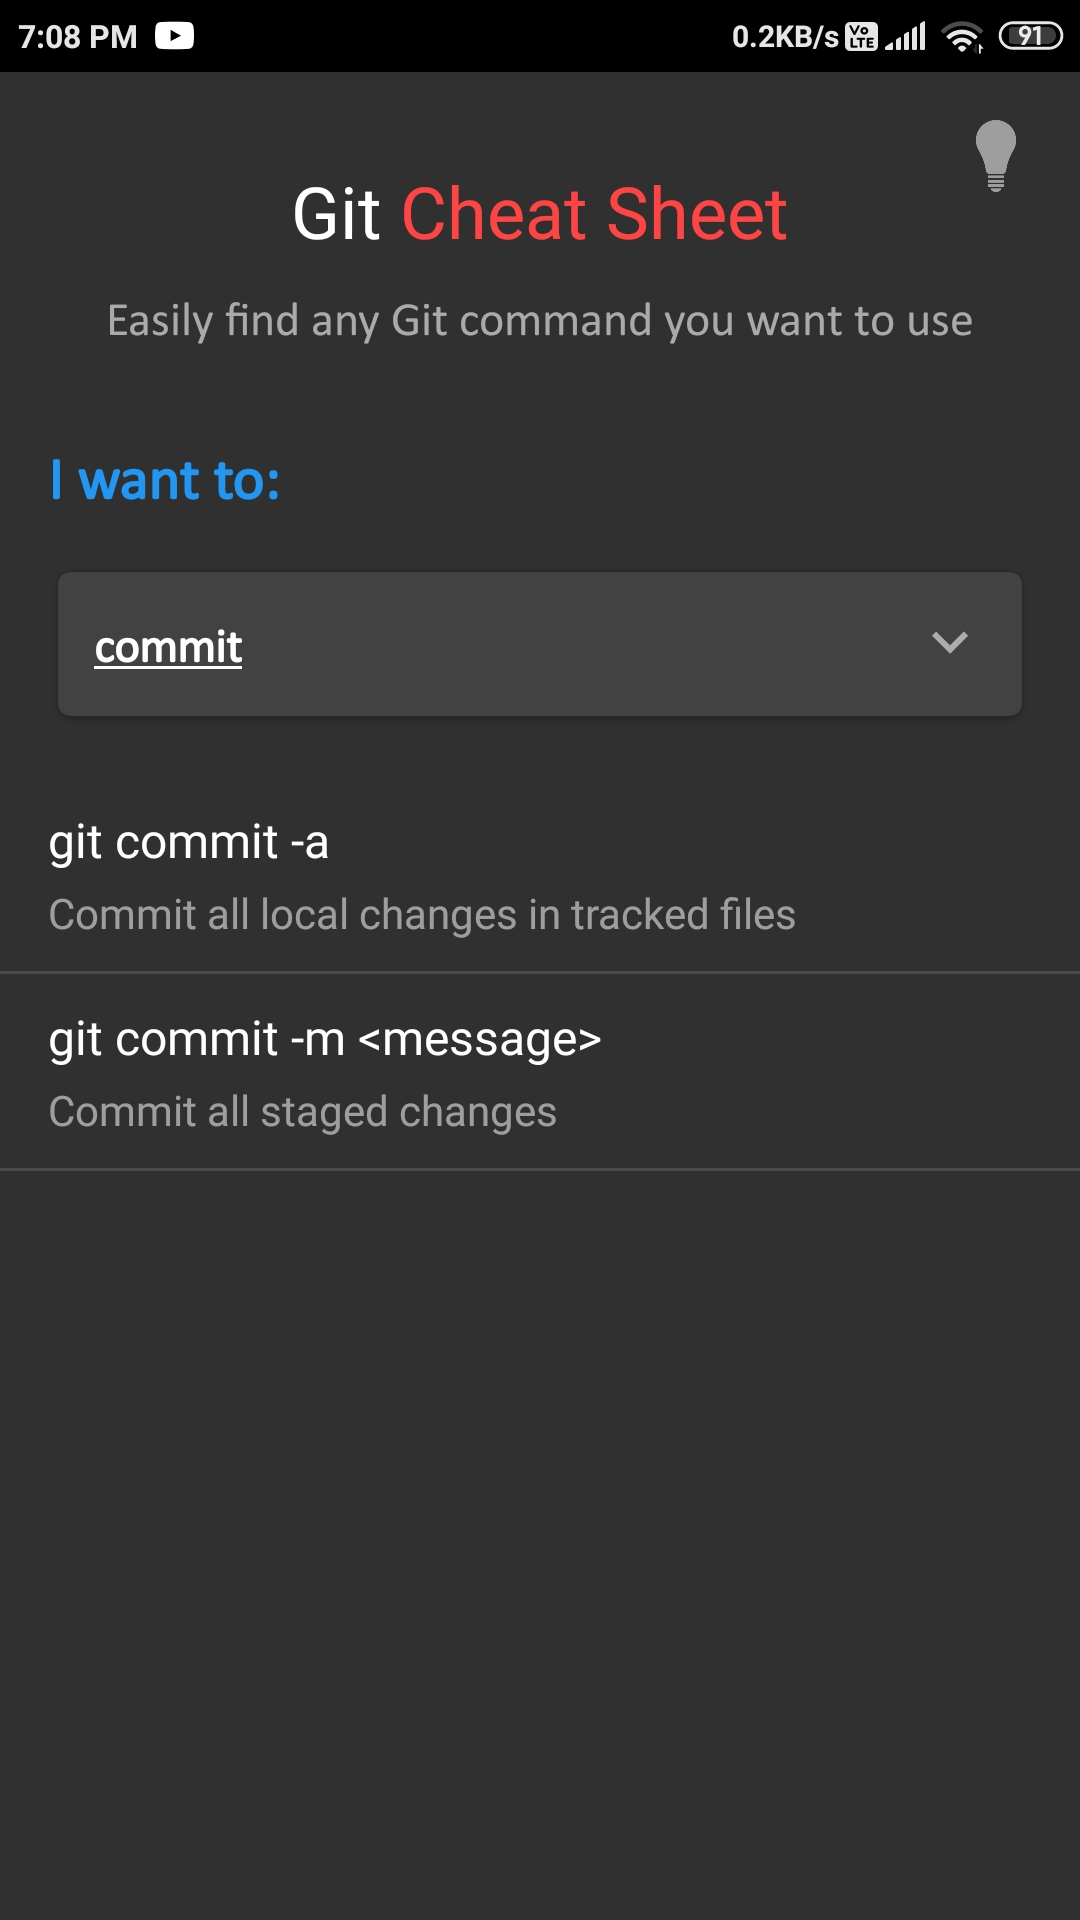 7:08 PM 0.2KB/s Vo LTE 91
Git Cheat Sheet
Easily find any Git command you want to use
I want to:
commit
git commit -a
Commit all local changes in tracked files
git commit -m <message>
Commit all staged changes